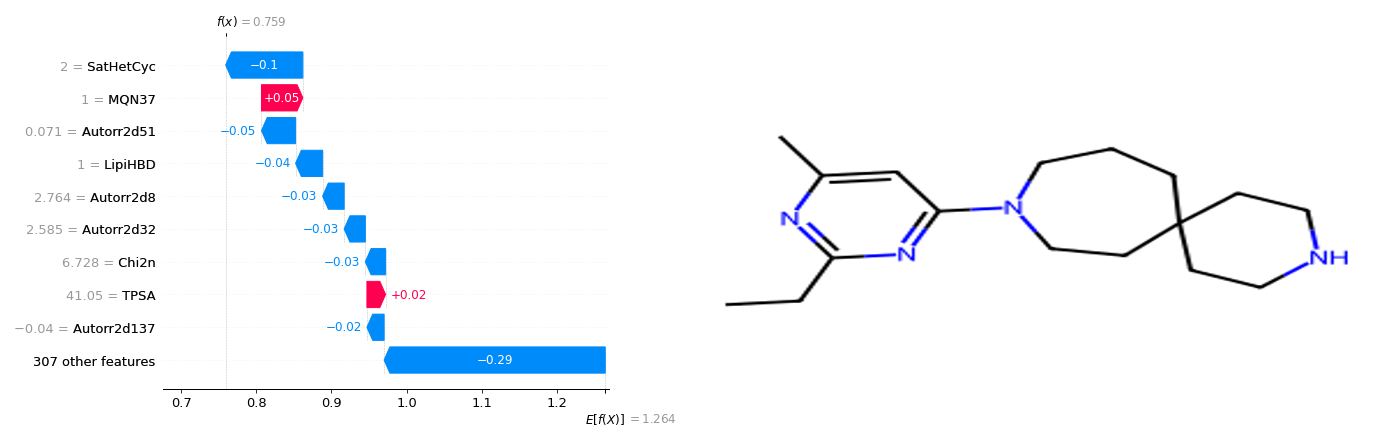 f(x) = 0.759
2 = SatHetCyc
−0.1
1 = MQN37
+0.05
0.071 = Autorr2d51
−0.05
1 = LipiHBD
−0.04
2.764 = Autorr2d8
−0.03
2.585 = Autorr2d32
−0.03
6.728 = Chi2n
−0.03
41.05 = TPSA
+0.02
−0.04 = Autorr2d137
−0.02
307 other features
−0.29
0.7 0.8 0.9 1.0 1.1 1.2
E[f(X)] = 1.264
N
N
N
NH